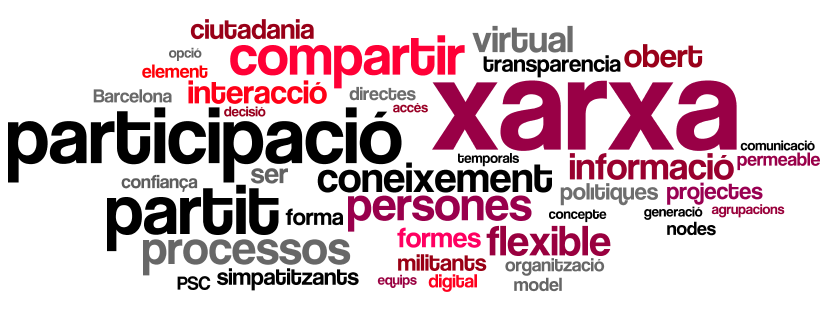 ciutadania
opció
compartir
virtual
transparencia
obert
element
Barcelona
interacció
directes
decisió
accés
xarxa
participació
comunicació
temporals
informació
permeable
confiança
ser
coneixement
politiques
projectes
partit
forma
persones
concepte
generació
agrupacions
nodes
processos
formes
flexible
militants
organització
PSC
simpatitzants
equips
digital
model